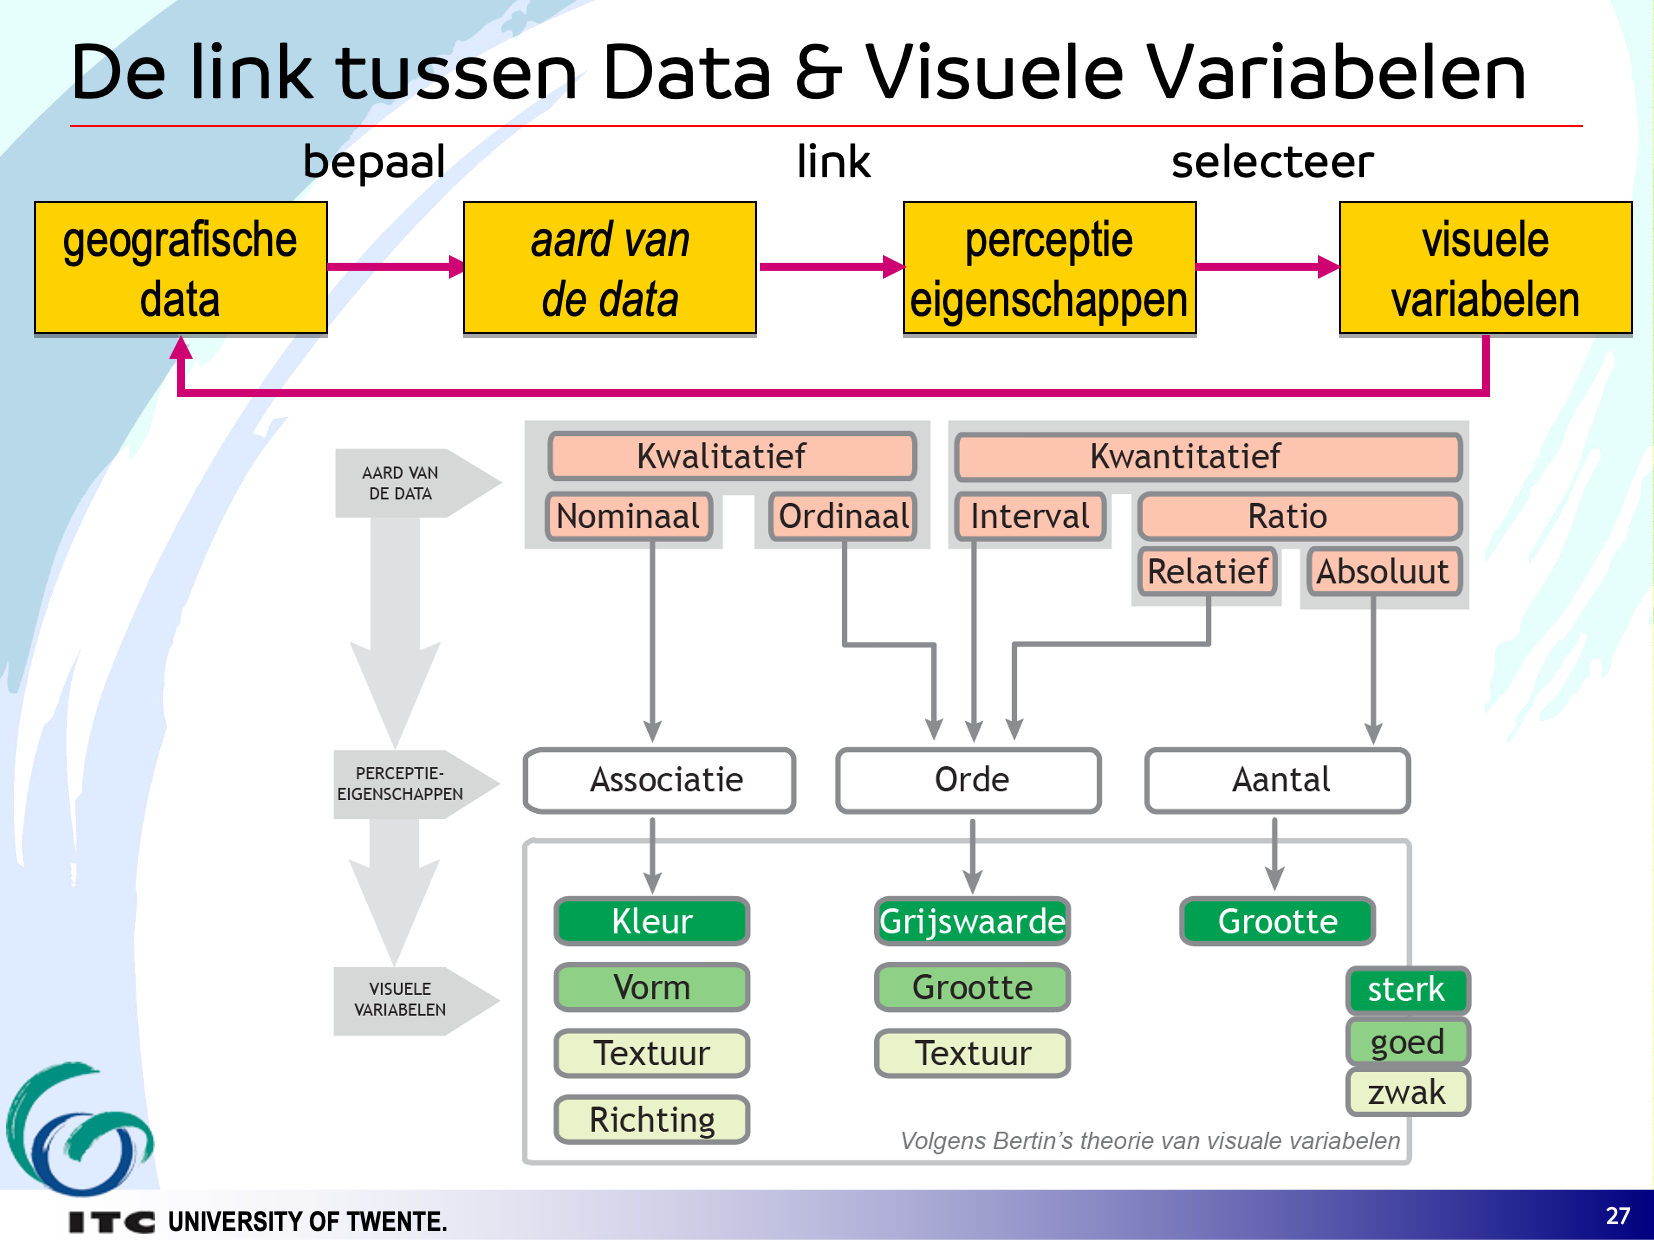 De link tussen Data & Visuele Variabelen
bepaal
link
selecteer
geografische
data
aard van
de data
perceptie
eigenschappen
visuele
variabelen
AARD VAN
DE DATA
Kwalitatief
Kwantitatief
Nominaal
Ordinaal
Interval
Ratio
Relatief
Absoluut
PERCEPTIE-
EIGENSCHAPPEN
Associatie
Orde
Aantal
VISUELE
VARIABELEN
Kleur
Grijswaarde
Grootte
Vorm
Grootte
Textuur
Textuur
Richting
sterk
goed
zwak
Volgens Bertin's theorie van visuale variabelen
ITC UNIVERSITY OF TWENTE.
27